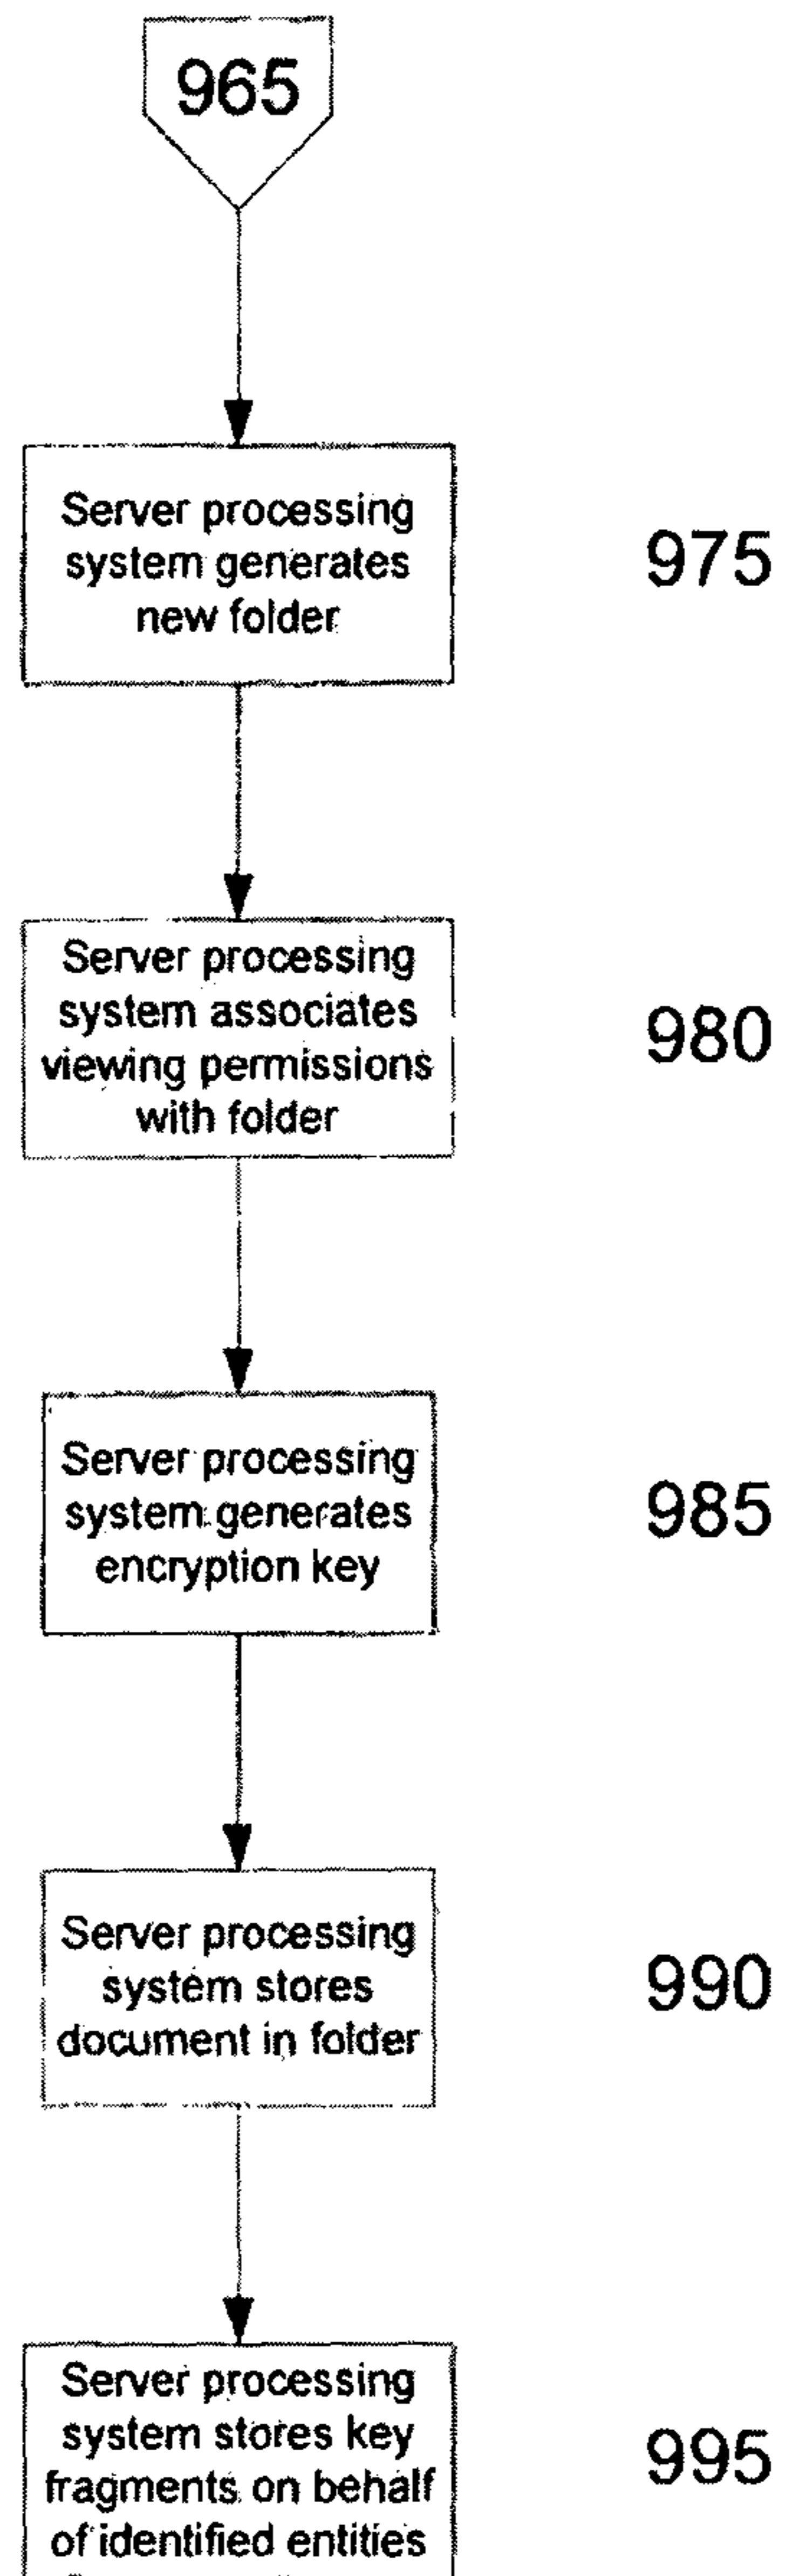 965
Server processing
system generates
new folder
975
Server processing
system associates
viewing permissions
with folder
980
Server processing
system generates
encryption key
985
Server processing
system stores
document in folder
990
Server processing
system stores key
fragments on behalf
of identified entities
995